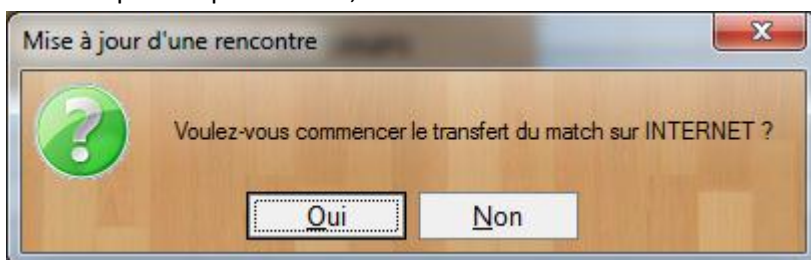 Mise à jour d'une rencontre
Voulez-vous commencer le transfert du match sur INTERNET ?
Oui
Non